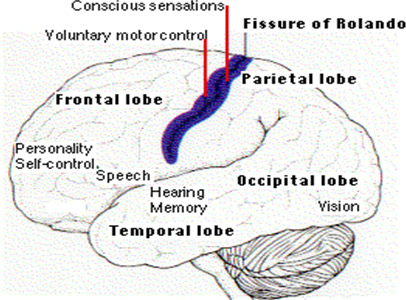 Conscious sensations
Fissure of Rolando
Voluntary motor control
Parietal lobe
Frontal lobe
Personality
Self-control.
Speech
Hearing
Memory
Occipital lobe
Vision
Temporal lobe